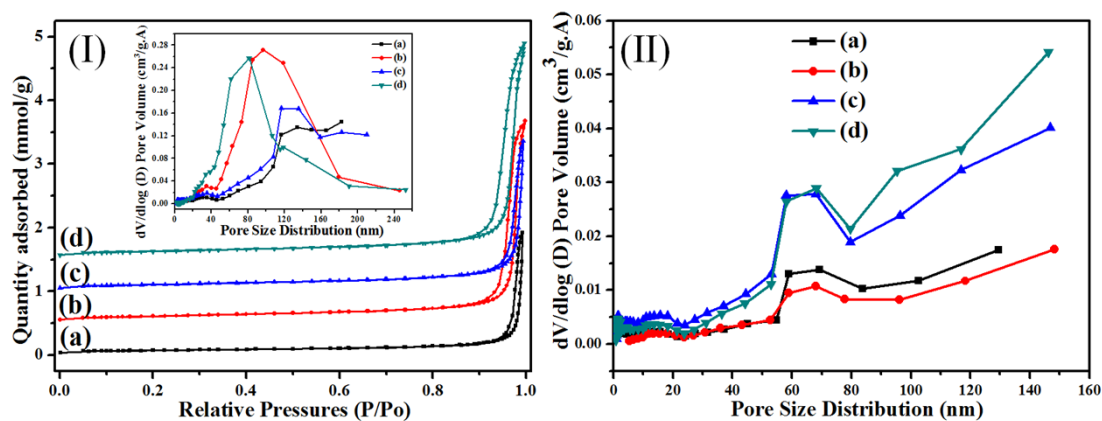 (I)
Quantity adsorbed (mmol/g)
5
4
3
2
1
0
(d)
(c)
(b)
(a)
0.0 0.2 0.4 0.6 0.8 1.0
Relative Pressures (P/Po)
dV/dlog (D) Pore Volume (cm³/g.A)
0.28
0.24
0.20
0.16
0.12
0.08
0.04
0.00
(a)
(b)
(c)
(d)
0 40 80 120 160 200 240
Pore Size Distribution (nm)
(II)
dV/dlog (D) Pore Volume (cm³/g.A)
0.06
0.05
0.04
0.03
0.02
0.01
0.00
(a)
(b)
(c)
(d)
0 20 40 60 80 100 120 140 160
Pore Size Distribution (nm)